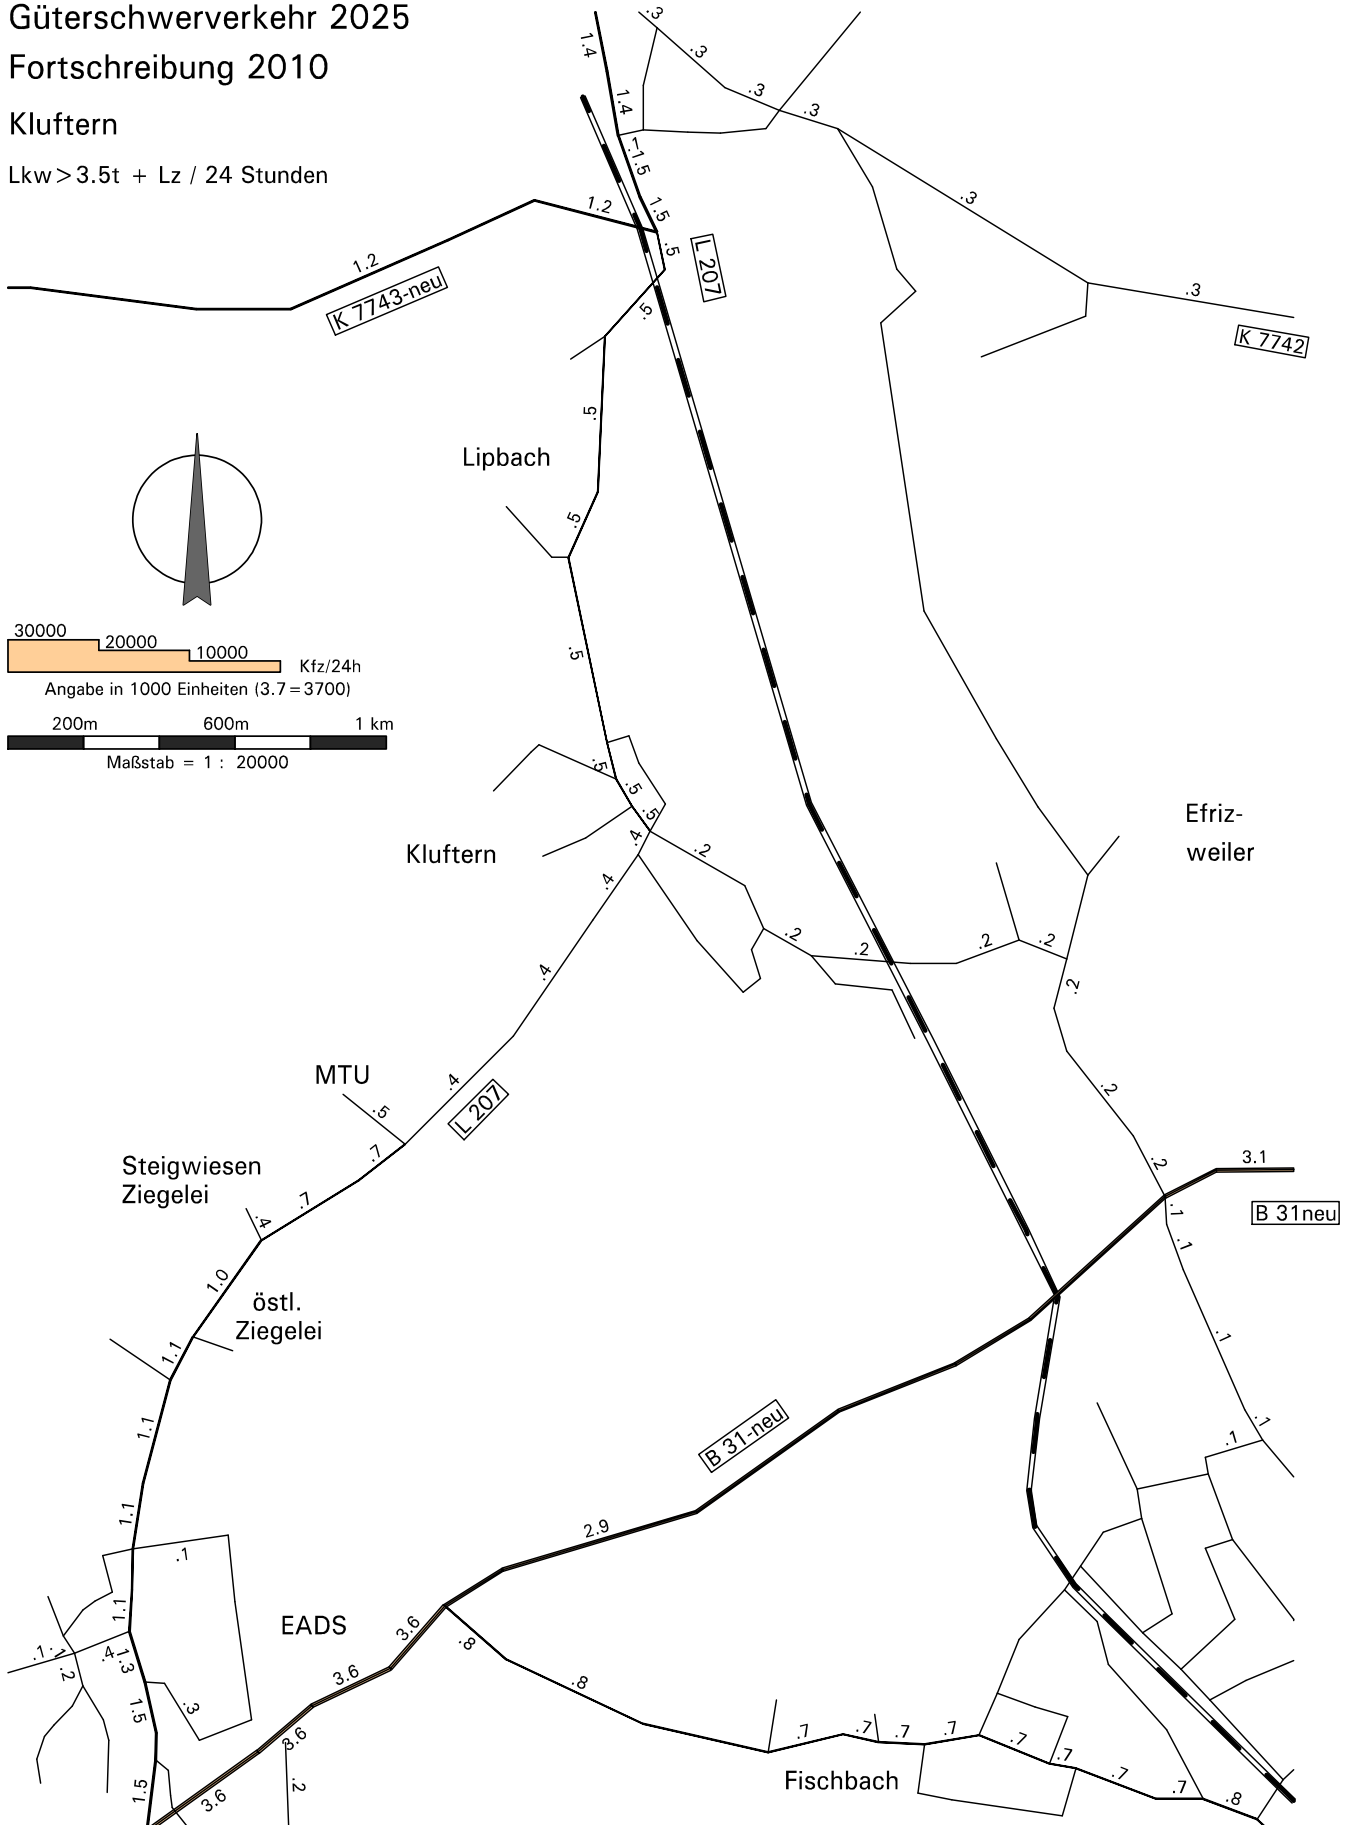 Güterschwerverkehr 2025
Fortschreibung 2010
Kluftern
Lkw>3.5t + Lz / 24 Stunden
.3
1.4
.3
.3
1.4
.3
1.5
.3
1.2
1.5
.5
L 207
1.2
K 7743-neu
.3
.5
K 7742
.5
Lipbach
.5
30000
20000
10000
Kfz/24h
Angabe in 1000 Einheiten (3.7=3700)
.5
200m
600m
1 km
Maßstab = 1 : 20000
.5
.5
.5
Efriz-
weiler
.4
Kluftern
.2
.4
.2
.2
.2
.2
.4
.2
MTU
.4
.5
L 207
.2
.7
Steigwiesen
Ziegelei
.2
3.1
.7
.4
.1
B 31neu
.1
1.0
östl.
Ziegelei
.1
1.1
1.1
B 31-neu
.1
.1
1.1
2.9
.1
1.1
EADS
3.6
.8
.1
.4
1.3
.2
3.6
.8
.3
1.5
3.6
.7
.7
.7
.7
.7
.7
Fischbach
.7
.7
.8
1.5
3.6
.2